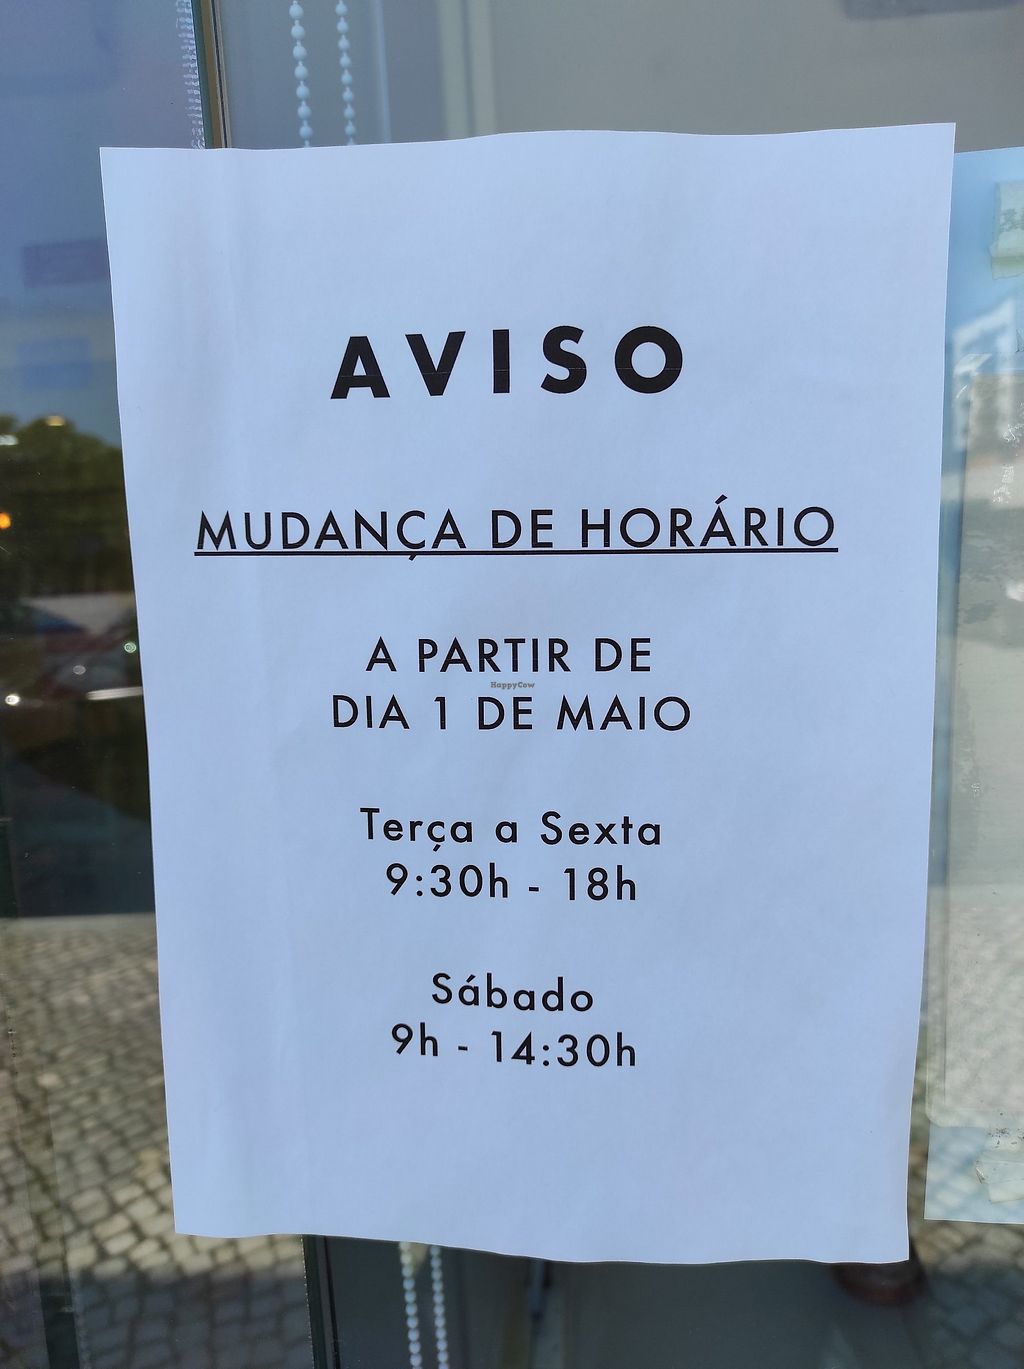 AVISO
MUDANÇA DE HORÁRIO
A PARTIR DE
HappyCow
DIA 1 DE MAIO
Terça a Sexta
9:30h - 18h
Sábado
9h - 14:30h